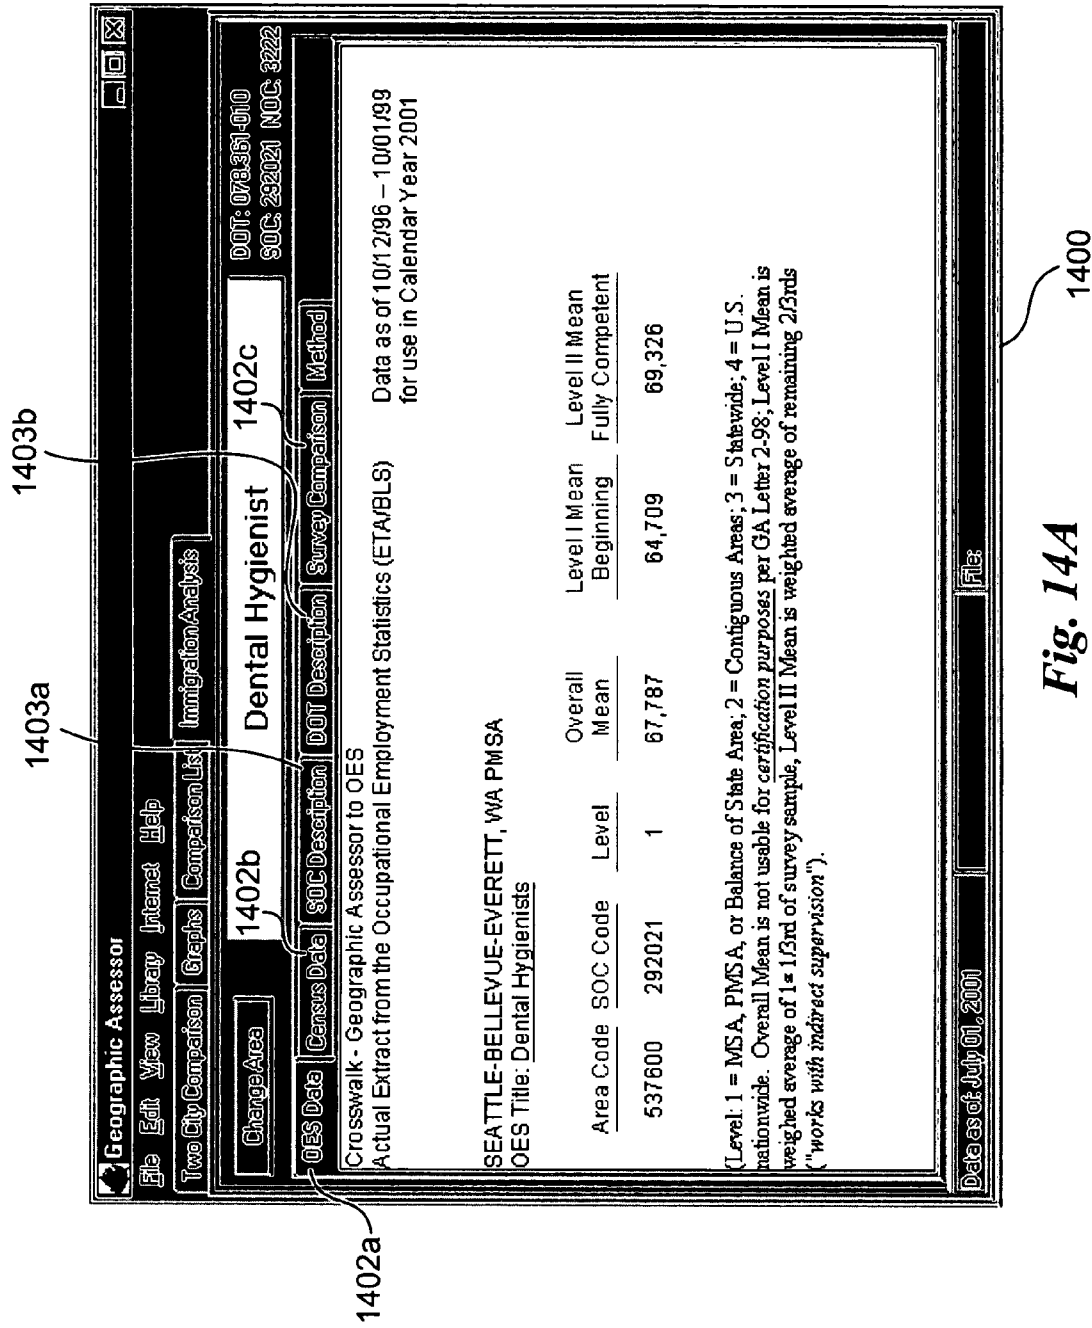 1403a
1403b
Geographic Assessor
File Edit View Library Internet Help
Two City Comparison Graphs Comparison List Immigration Analysis
Change Area
1402b
Dental Hygienist
1402c
DOT: 078.361-010
SOC: 292021 NOC: 3222
1402a
OES Data Census Data SOC Description DOT Description Survey Comparison Method
Crosswalk - Geographic Assessor to OES
Actual Extract from the Occupational Employment Statistics (ETA/BLS)
Data as of 10/12/96 – 10/01/99
for use in Calendar Year 2001
SEATTLE-BELLEVUE-EVERETT, WA PMSA
OES Title: Dental Hygienists
Area Code SOC Code Level Overall Mean Level I Mean Beginning Level II Mean Fully Competent
537600 292021 1 67,787 64,709 69,326
(Level: 1 = MSA, PMSA, or Balance of State Area; 2 = Contiguous Areas; 3 = Statewide; 4 = U.S.
nationwide. Overall Mean is not usable for certification purposes per GA Letter 2-98; Level I Mean is
weighed average of 1= 1/3rd of survey sample, Level II Mean is weighted average of remaining 2/3rds
("works with indirect supervision").
Data as of: July 01, 2001 File:
1400
Fig. 14A